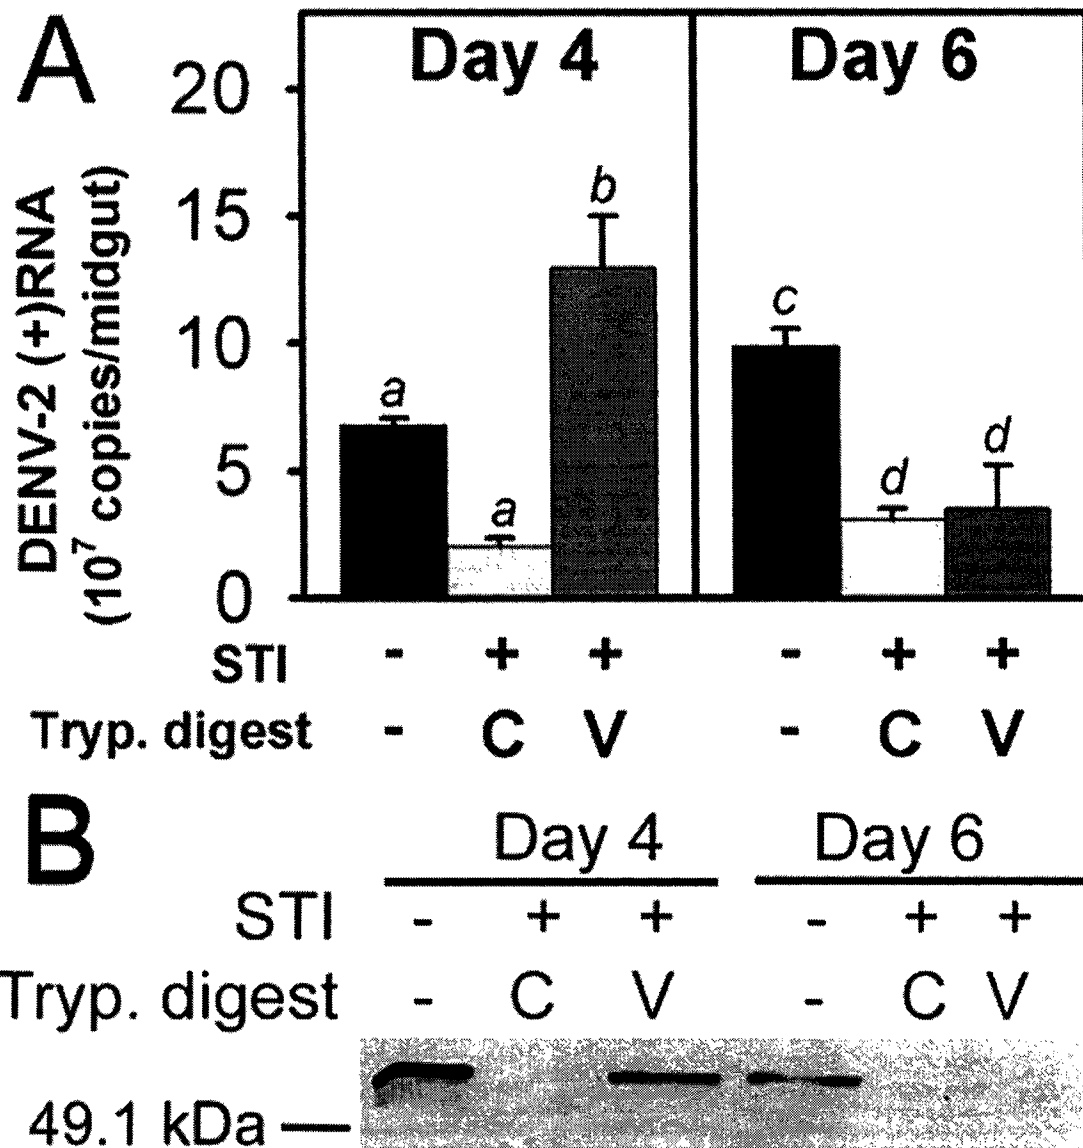 A
Day 4 Day 6
DENV-2 (+)RNA
(10⁷ copies/midgut)
20
15
10
5
0
a a b c d d
STI - + + - + +
Tryp. digest - C V - C V
B
Day 4 Day 6
STI - + + - + +
Tryp. digest - C V - C V
49.1 kDa